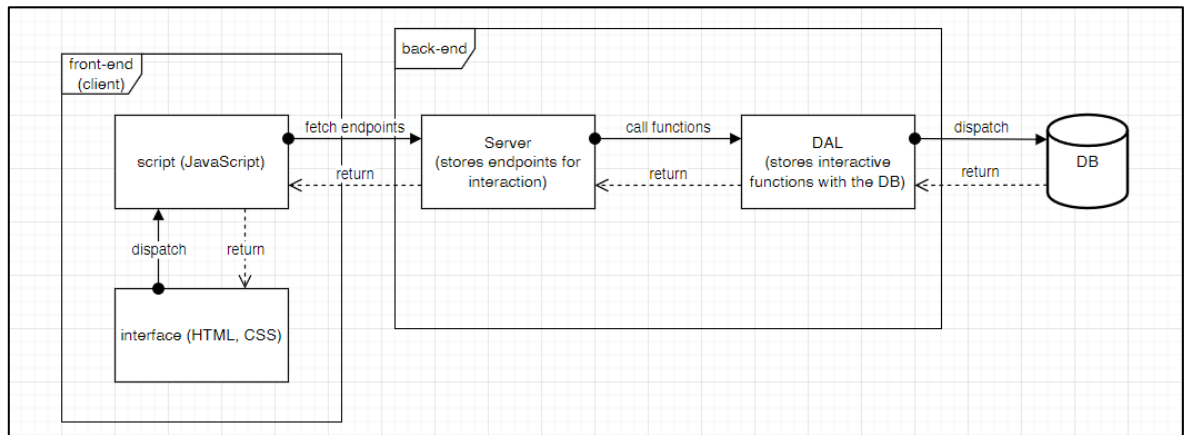 front-end
(client)
back-end
script (JavaScript)
fetch endpoints
return
Server
(stores endpoints for
interaction)
call functions
return
DAL
(stores interactive
functions with the DB)
dispatch
return
DB
dispatch
return
interface (HTML, CSS)